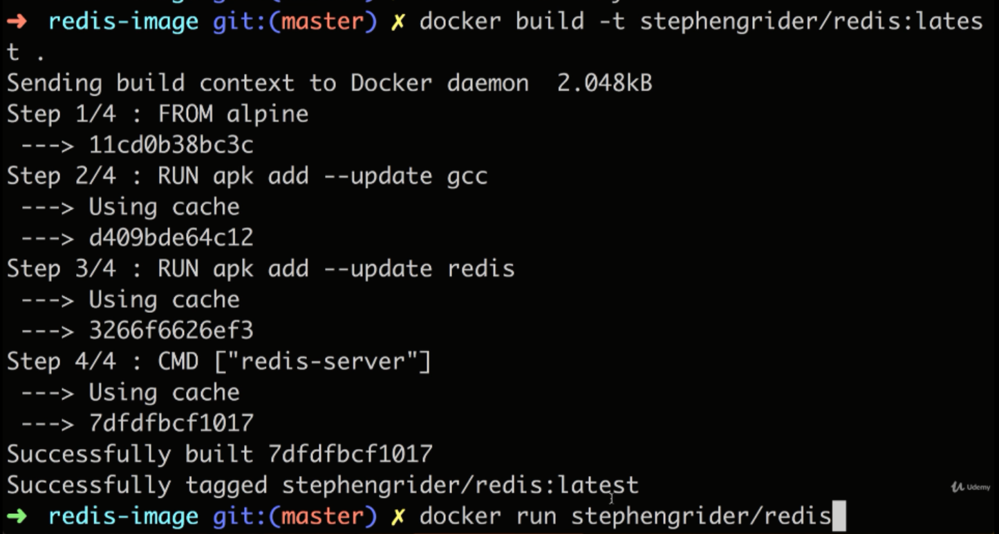 ➜ redis-image git:(master) ✗ docker build -t stephengrider/redis:lates
t .
Sending build context to Docker daemon 2.048kB
Step 1/4 : FROM alpine
---> 11cd0b38bc3c
Step 2/4 : RUN apk add --update gcc
---> Using cache
---> d409bde64c12
Step 3/4 : RUN apk add --update redis
---> Using cache
---> 3266f6626ef3
Step 4/4 : CMD ["redis-server"]
---> Using cache
---> 7dfdfbcf1017
Successfully built 7dfdfbcf1017
Successfully tagged stephengrider/redis:latest
➜ redis-image git:(master) ✗ docker run stephengrider/redis
Udemy